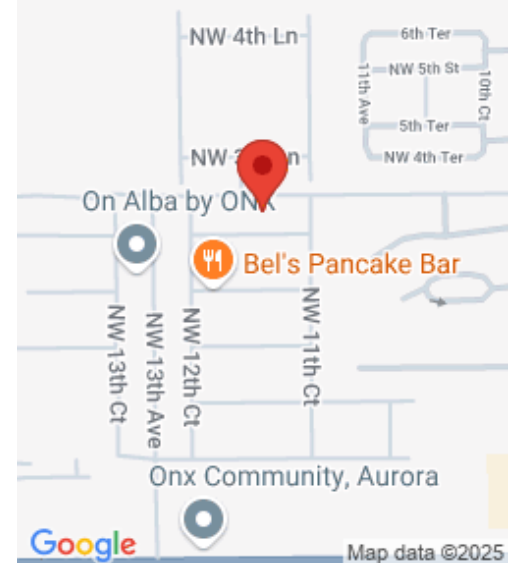 NW 4th Ln
6th Ter
11th Ave
NW 5th St
10th Ct
5th Ter
NW 4th Ter
NW 3
n
On Alba by ONX
Bel's Pancake Bar
NW 13th Ct
NW 13th Ave
NW 12th Ct
NW 11th Ct
Onx Community, Aurora
Google
Map data ©2025